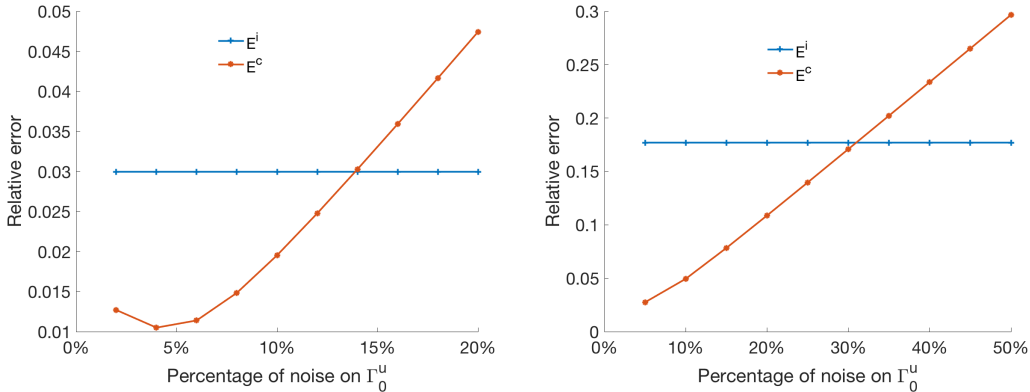 0.05
0.045
0.04
0.035
0.03
0.025
0.02
0.015
0.01
Relative error
E^i
E^c
0% 5% 10% 15% 20%
Percentage of noise on Γ_0^u
0.3
0.25
0.2
0.15
0.1
0.05
0
Relative error
E^i
E^c
0% 10% 20% 30% 40% 50%
Percentage of noise on Γ_0^u